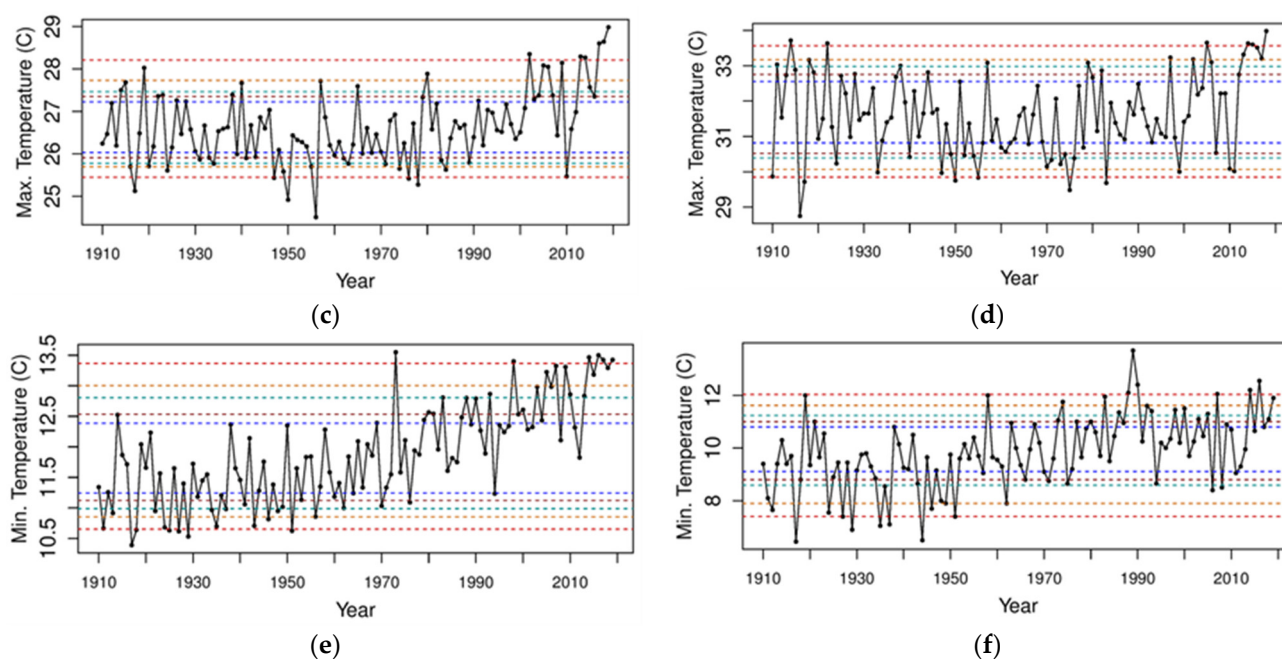 Max. Temperature (C)
29
28
27
26
25
1910 1930 1950 1970 1990 2010
Year
(c)
Max. Temperature (C)
33
31
29
1910 1930 1950 1970 1990 2010
Year
(d)
Min. Temperature (C)
13.5
12.5
11.5
10.5
1910 1930 1950 1970 1990 2010
Year
(e)
Min. Temperature (C)
12
10
8
1910 1930 1950 1970 1990 2010
Year
(f)